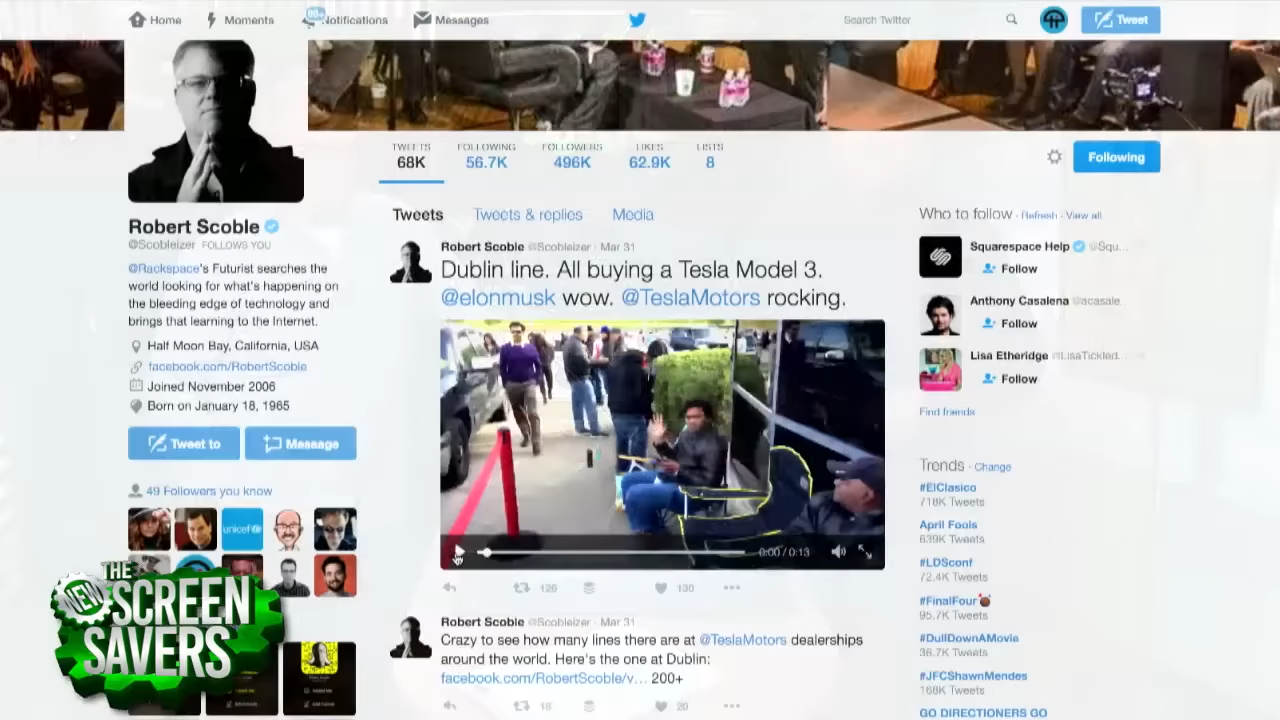 Home
Moments
99+
Notifications
Messages
Search Twitter
Tweet
TWEETS
68K
FOLLOWING
56.7K
FOLLOWERS
496K
LIKES
62.9K
LISTS
8
Following
Robert Scoble
@Scobleizer FOLLOWS YOU
@Rackspace's Futurist searches the
world looking for what's happening on
the bleeding edge of technology and
brings that learning to the Internet.
Half Moon Bay, California, USA
facebook.com/RobertScoble
Joined November 2006
Born on January 18, 1965
Tweet to
Message
49 Followers you know
unicef
THE
NEW
SCREEN
SAVERS
Tweets
Tweets & replies
Media
Robert Scoble @Scobleizer · Mar 31
Dublin line. All buying a Tesla Model 3.
@elonmusk wow. @TeslaMotors rocking.
0:00 / 0:13
126
130
Robert Scoble @Scobleizer · Mar 31
Crazy to see how many lines there are at @TeslaMotors dealerships
around the world. Here's the one at Dublin:
facebook.com/RobertScoble/v... 200+
18
20
Who to follow · Refresh · View all
Squarespace Help @Squ...
Follow
Anthony Casalena @acasale...
Follow
Lisa Etheridge @LisaTickled...
Follow
Find friends
Trends · Change
#ElClasico
718K Tweets
April Fools
639K Tweets
#LDSconf
72.4K Tweets
#FinalFour
95.7K Tweets
#DullDownAMovie
36.7K Tweets
#JFCShawnMendes
168K Tweets
GO DIRECTIONERS GO